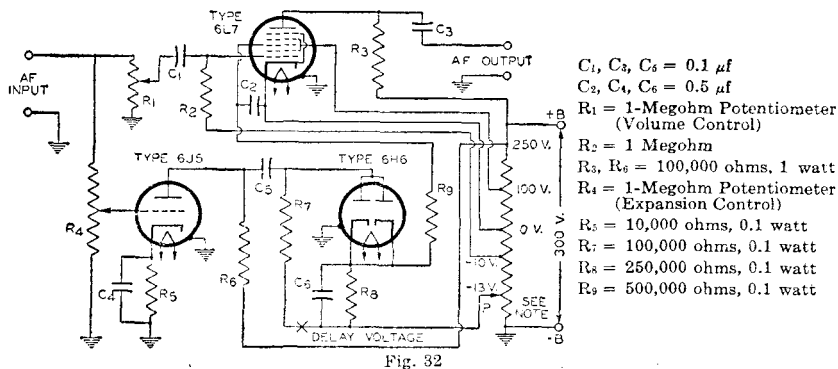 TYPE
6L7
C3
R3
AF OUTPUT
AF
INPUT
R1
C1
R2
C2
+B
250 V.
TYPE 6J5
C5
TYPE 6H6
R9
100 V.
R4
R7
0 V.
300 V.
C4
R5
R6
C6
R8
-10 V.
-13 V.
P
SEE
NOTE
DELAY VOLTAGE
-B
Fig. 32
C₁, C₃, C₅ = 0.1 μf
C₂, C₄, C₆ = 0.5 μf
R₁ = 1-Megohm Potentiometer
(Volume Control)
R₂ = 1 Megohm
R₃, R₆ = 100,000 ohms, 1 watt
R₄ = 1-Megohm Potentiometer
(Expansion Control)
R₅ = 10,000 ohms, 0.1 watt
R₇ = 100,000 ohms, 0.1 watt
R₈ = 250,000 ohms, 0.1 watt
R₉ = 500,000 ohms, 0.1 watt